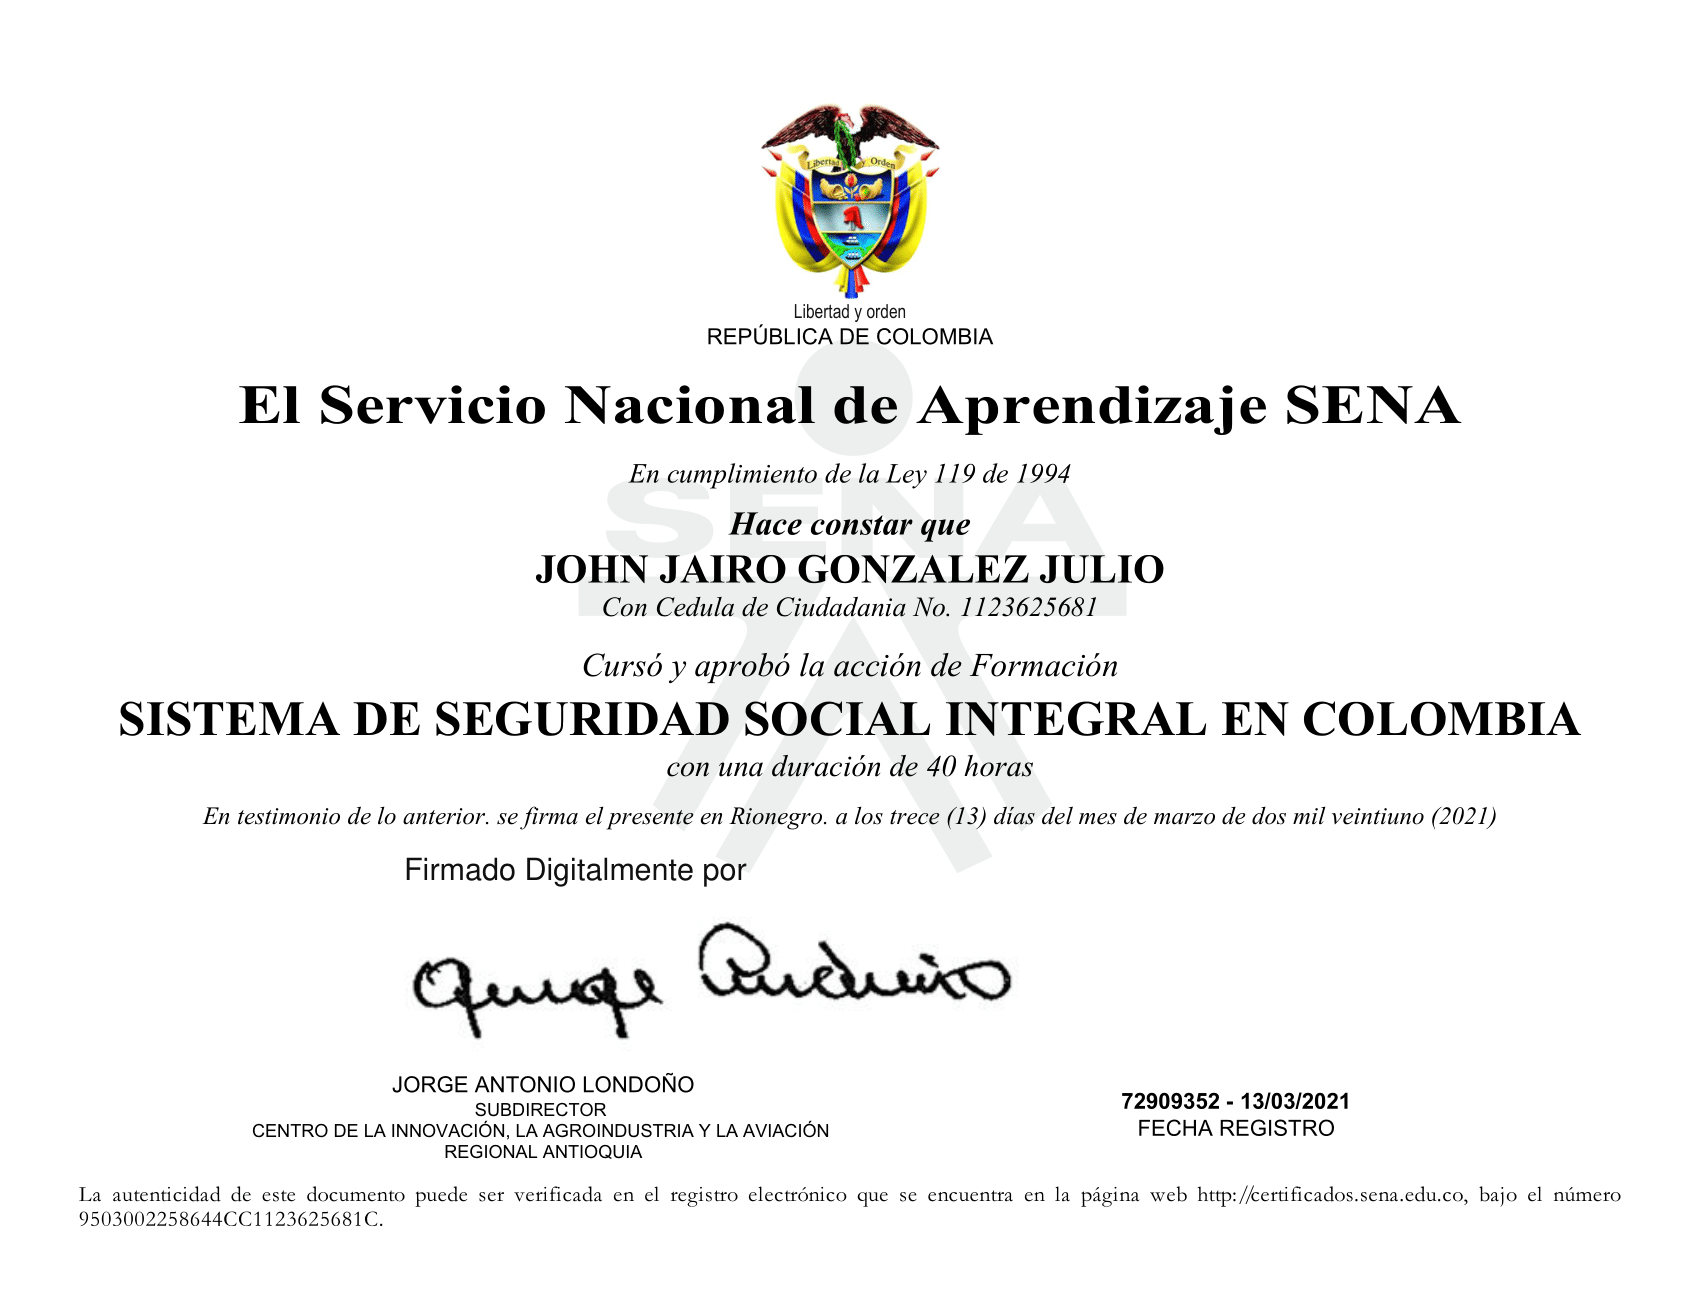 Libertad y Orden
Libertad y orden
REPÚBLICA DE COLOMBIA
El Servicio Nacional de Aprendizaje SENA
En cumplimiento de la Ley 119 de 1994
SENA
Hace constar que
JOHN JAIRO GONZALEZ JULIO
Con Cedula de Ciudadania No. 1123625681
Cursó y aprobó la acción de Formación
SISTEMA DE SEGURIDAD SOCIAL INTEGRAL EN COLOMBIA
con una duración de 40 horas
En testimonio de lo anterior. se firma el presente en Rionegro. a los trece (13) días del mes de marzo de dos mil veintiuno (2021)
Firmado Digitalmente por
JORGE ANTONIO LONDOÑO
SUBDIRECTOR
CENTRO DE LA INNOVACIÓN, LA AGROINDUSTRIA Y LA AVIACIÓN
REGIONAL ANTIOQUIA
72909352 - 13/03/2021
FECHA REGISTRO
La autenticidad de este documento puede ser verificada en el registro electrónico que se encuentra en la página web http://certificados.sena.edu.co, bajo el número
9503002258644CC1123625681C.